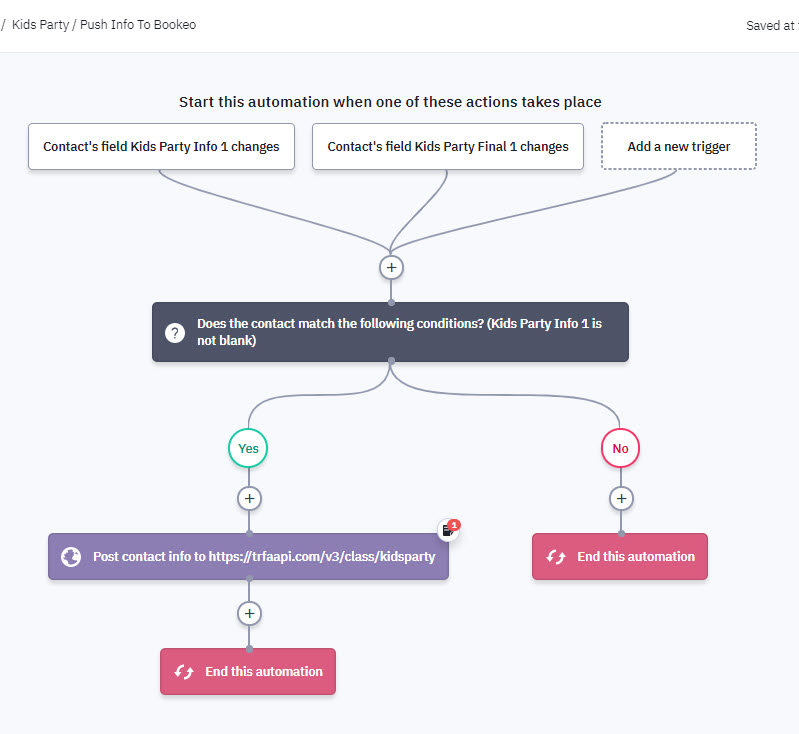 / Kids Party / Push Info To Bookeo
Saved at
Start this automation when one of these actions takes place
Contact's field Kids Party Info 1 changes
Contact's field Kids Party Final 1 changes
Add a new trigger
+
? Does the contact match the following conditions? (Kids Party Info 1 is
not blank)
Yes
No
+
+
1
Post contact info to https://trfaapi.com/v3/class/kidsparty
End this automation
+
End this automation